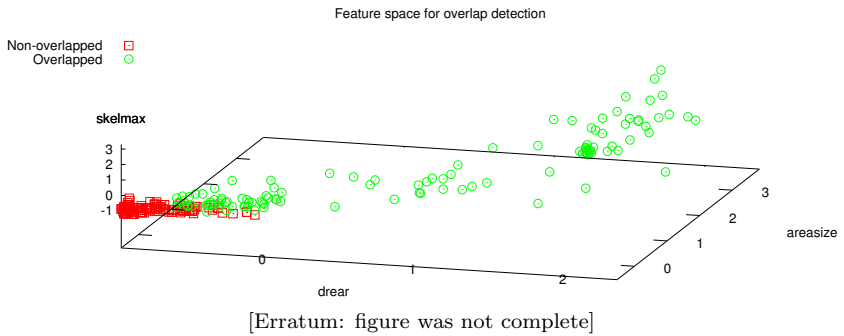 Feature space for overlap detection
Non-overlapped
Overlapped
skelmax
3
2
1
0
-1
0
1
2
drear
0
1
2
3
areasize
[Erratum: figure was not complete]